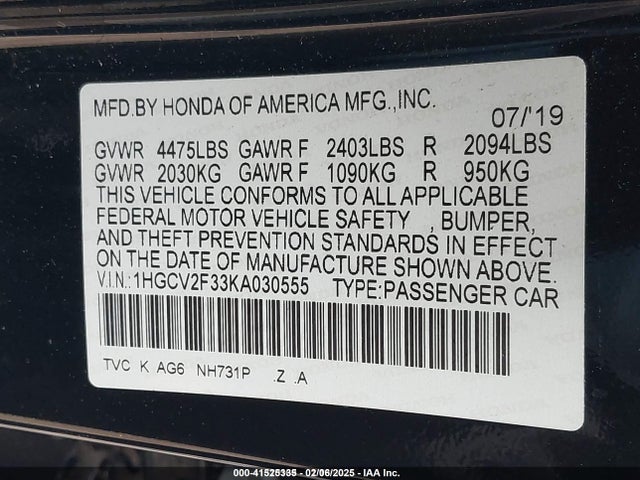 MFD.BY HONDA OF AMERICA MFG.,INC.
07/'19
GVWR 4475LBS GAWR F 2403LBS R 2094LBS
GVWR 2030KG GAWR F 1090KG R 950KG
THIS VEHICLE CONFORMS TO ALL APPLICABLE
FEDERAL MOTOR VEHICLE SAFETY , BUMPER,
AND THEFT PREVENTION STANDARDS IN EFFECT
ON THE DATE OF MANUFACTURE SHOWN ABOVE.
V.I.N.:1HGCV2F33KA030555 TYPE:PASSENGER CAR
TVC K AG6 NH731P .Z .A
000-41525385 - 02/06/2025 - IAA Inc.